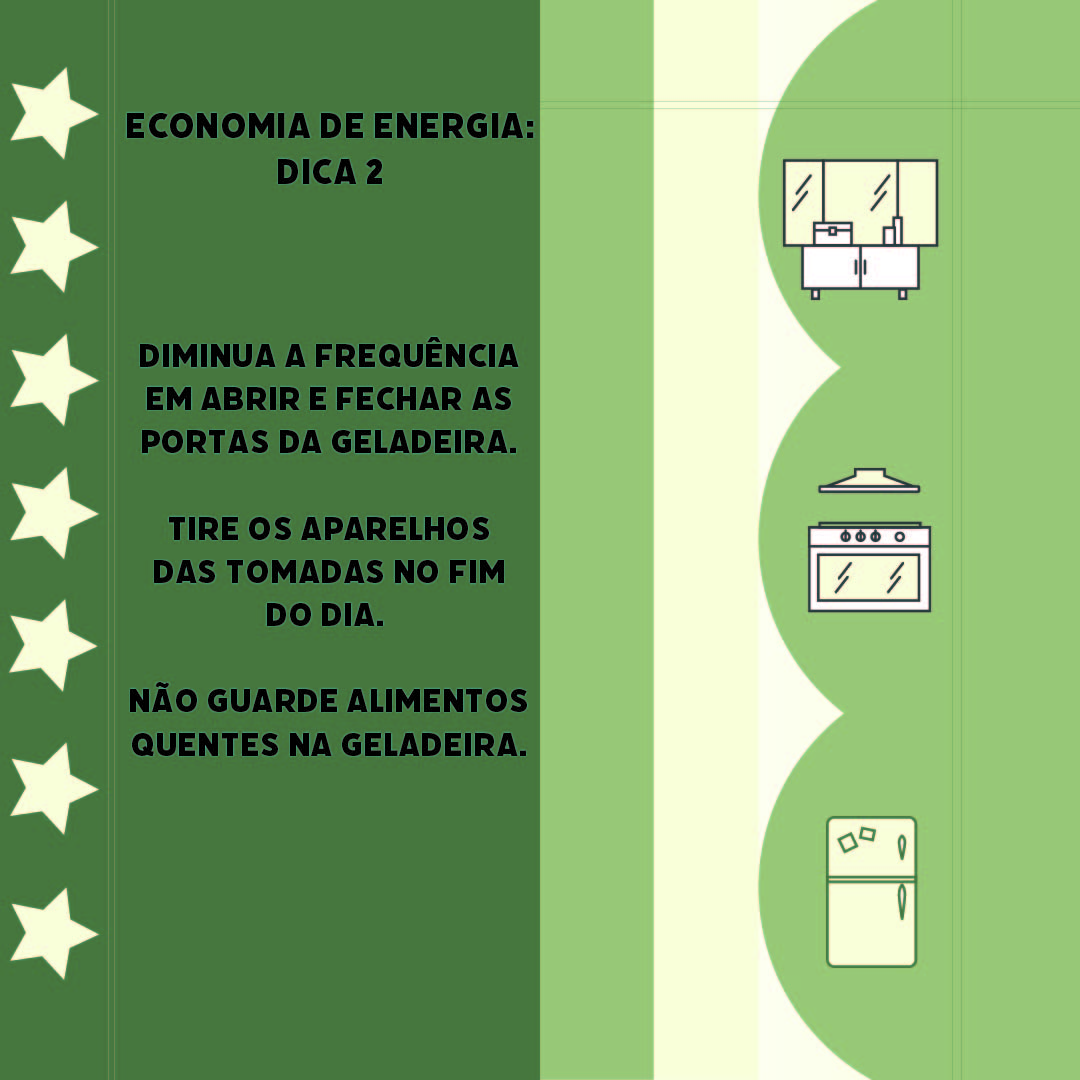 ECONOMIA DE ENERGIA:
DICA 2
DIMINUA A FREQUÊNCIA
EM ABRIR E FECHAR AS
PORTAS DA GELADEIRA.
TIRE OS APARELHOS
DAS TOMADAS NO FIM
DO DIA.
NÃO GUARDE ALIMENTOS
QUENTES NA GELADEIRA.